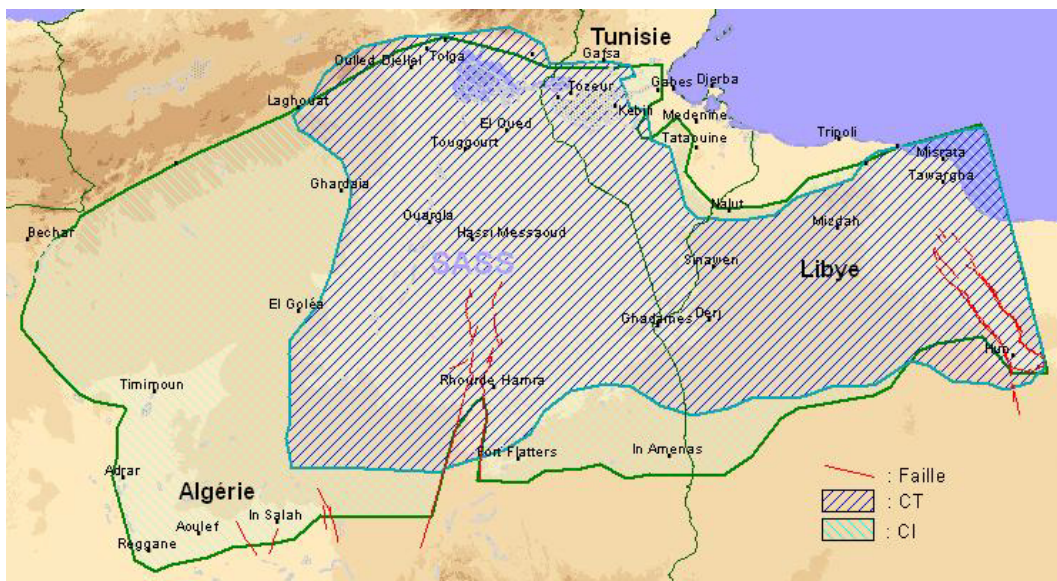 Tunisie
Gafsa
Oulled Djellel
Tolga
Gabes
Djerba
Tozeur
Laghouat
Kebili
Medenine
El Oued
Tripoli
Tataouine
Touggourt
Misrata
Tawargha
Ghardaia
Nalut
Ouargla
Mizdah
Bechar
Hassi Messaoud
SASS
Sinawen
Libye
El Goléa
Ghadames
Derj
Hun
Timimoun
Rhourde Hamra
Fort Flatters
In Amenas
Adrar
: Faille
Algérie
: CT
In Salah
Aoulef
: CI
Reggane